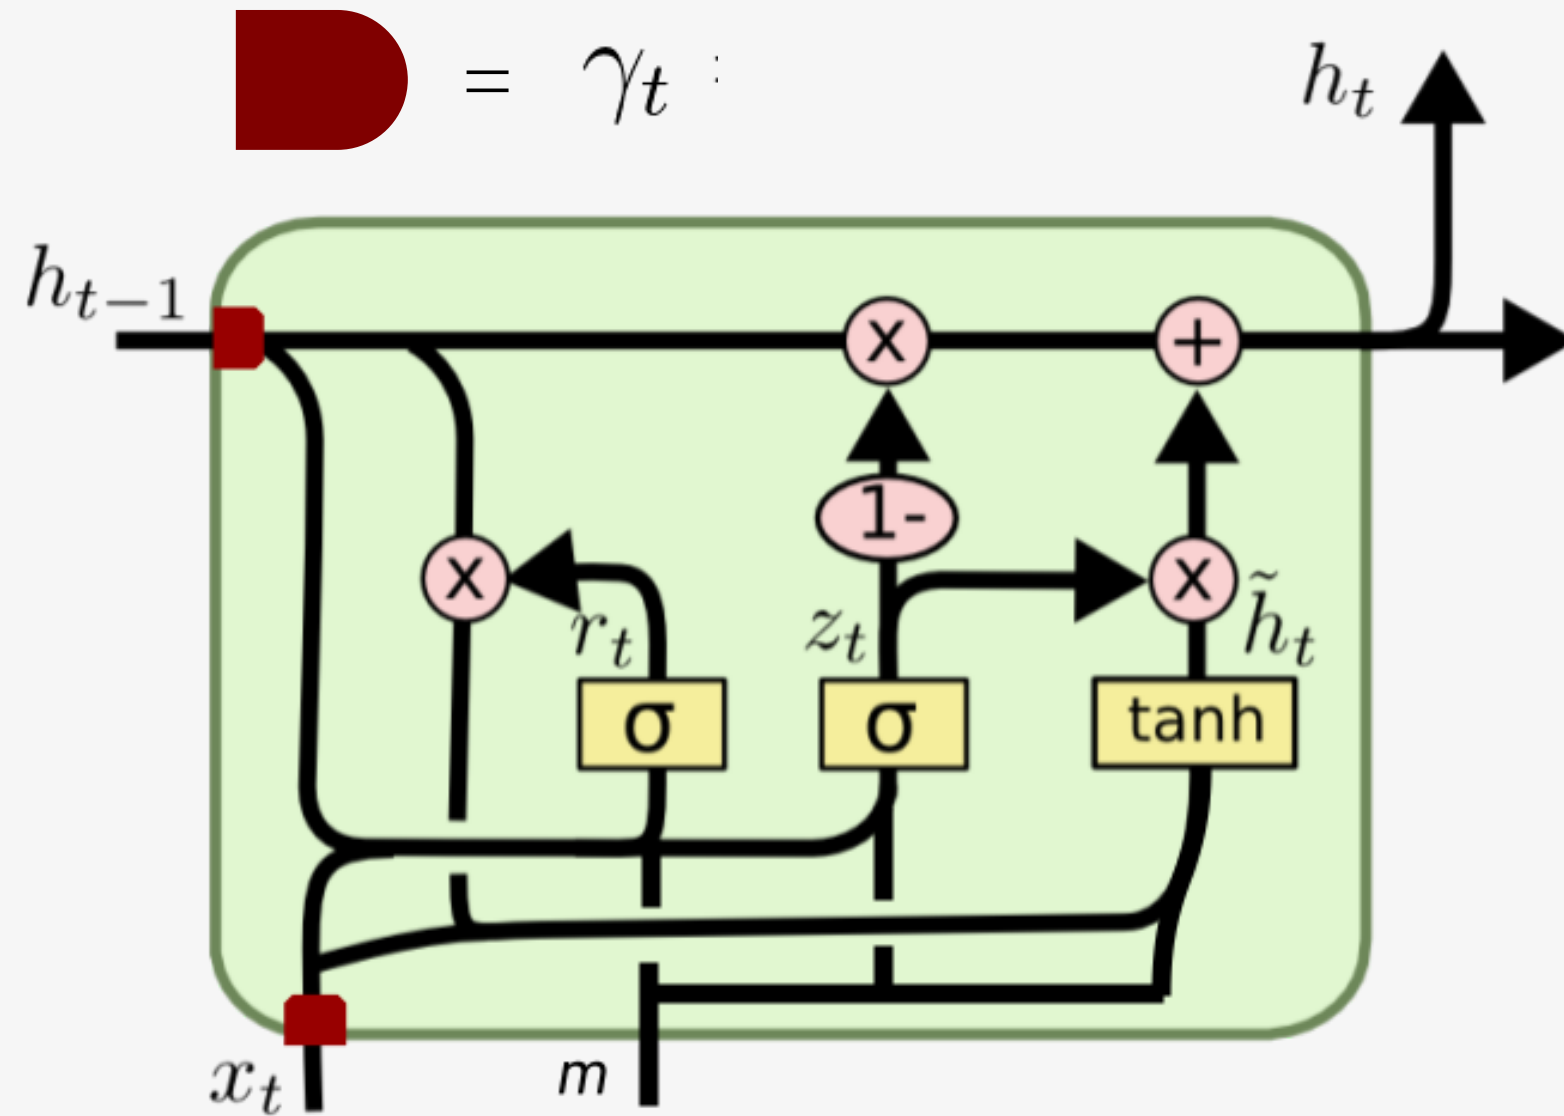 = γₜ :
hₜ
hₜ₋₁
x +
1-
x x
rₜ zₜ h̃ₜ
σ σ tanh
xₜ m